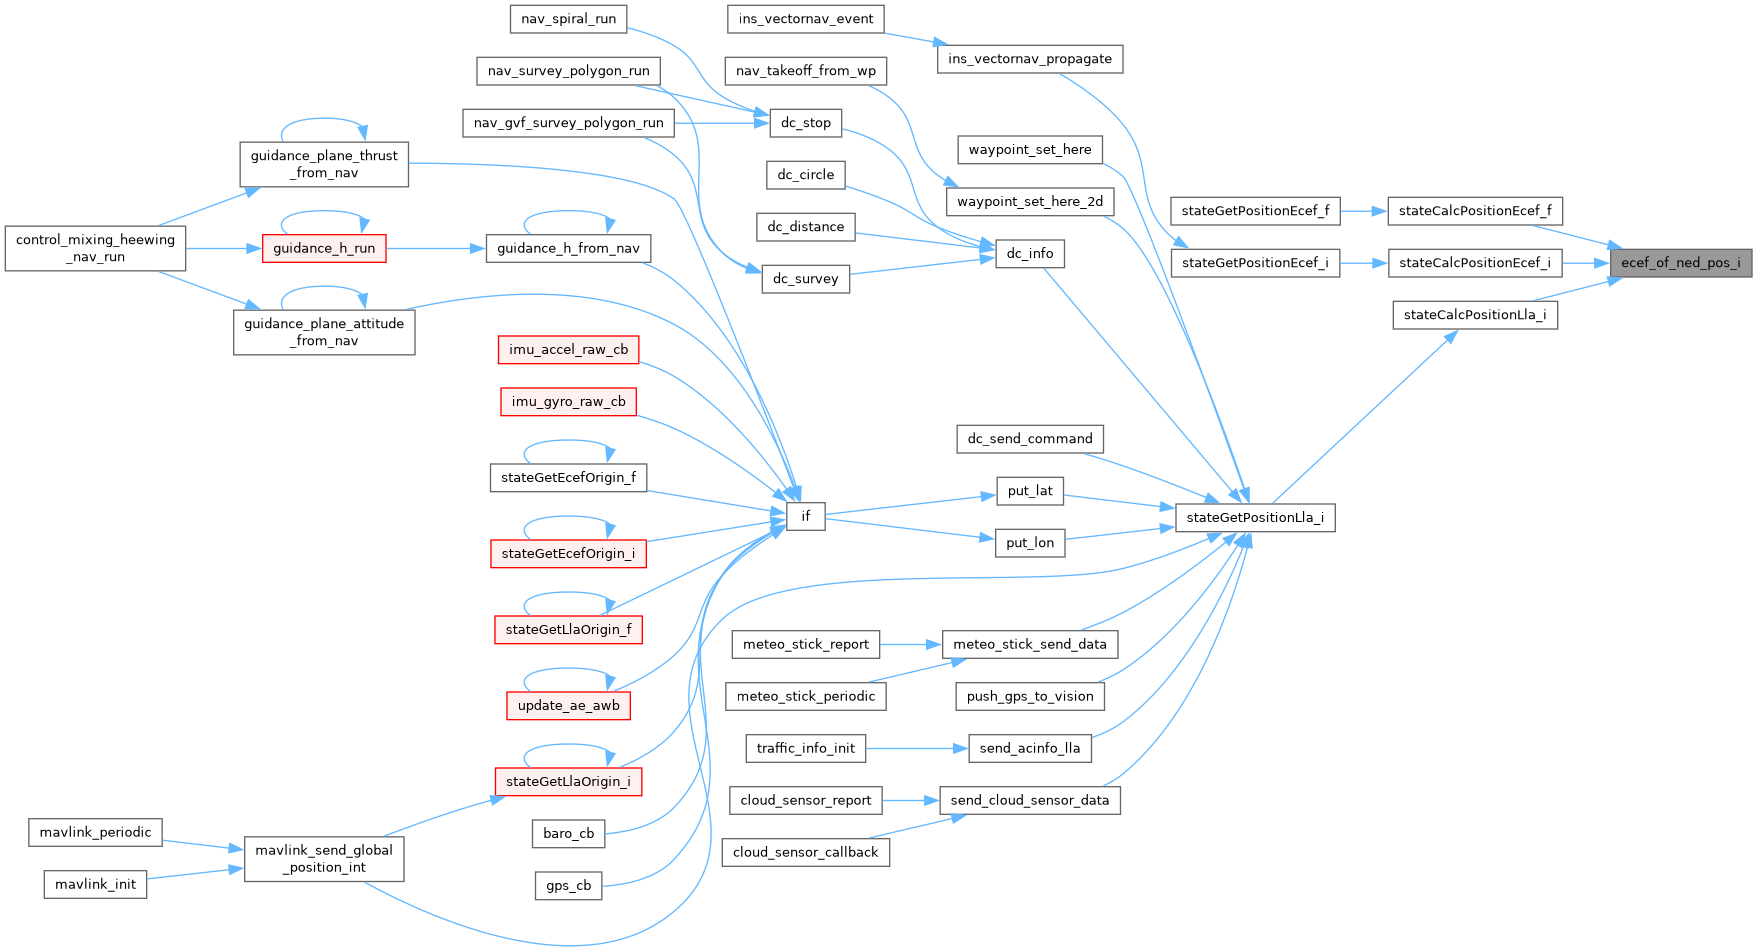 nav_spiral_run
ins_vectornav_event
ins_vectornav_propagate
nav_survey_polygon_run
nav_takeoff_from_wp
nav_gvf_survey_polygon_run
dc_stop
waypoint_set_here
guidance_plane_thrust
_from_nav
dc_circle
waypoint_set_here_2d
stateGetPositionEcef_f
stateCalcPositionEcef_f
dc_distance
control_mixing_heewing
_nav_run
guidance_h_run
guidance_h_from_nav
dc_info
stateGetPositionEcef_i
stateCalcPositionEcef_i
ecef_of_ned_pos_i
dc_survey
stateCalcPositionLla_i
guidance_plane_attitude
_from_nav
imu_accel_raw_cb
imu_gyro_raw_cb
dc_send_command
stateGetEcefOrigin_f
put_lat
if
stateGetPositionLla_i
put_lon
stateGetEcefOrigin_i
stateGetLlaOrigin_f
meteo_stick_report
meteo_stick_send_data
meteo_stick_periodic
push_gps_to_vision
update_ae_awb
traffic_info_init
send_acinfo_lla
stateGetLlaOrigin_i
cloud_sensor_report
send_cloud_sensor_data
mavlink_periodic
baro_cb
cloud_sensor_callback
mavlink_send_global
_position_int
mavlink_init
gps_cb